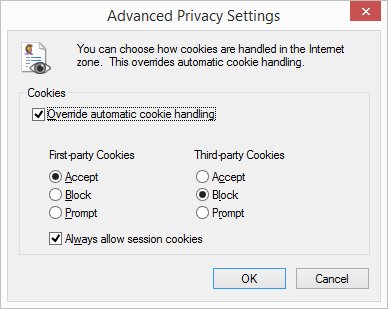 Advanced Privacy Settings
You can choose how cookies are handled in the Internet
zone. This overrides automatic cookie handling.
Cookies
Override automatic cookie handling
First-party Cookies
Third-party Cookies
Accept
Accept
Block
Block
Prompt
Prompt
Always allow session cookies
OK
Cancel